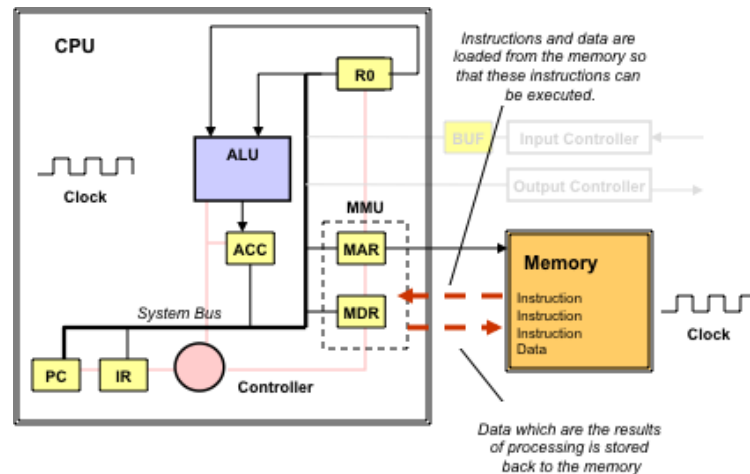 CPU
R0
Instructions and data are
loaded from the memory so
that these instructions can
be executed.
BUF
Input Controller
ALU
Output Controller
Clock
MMU
ACC
MAR
Memory
System Bus
MDR
Instruction
Instruction
Instruction
Data
Clock
PC
IR
Controller
Data which are the results
of processing is stored
back to the memory